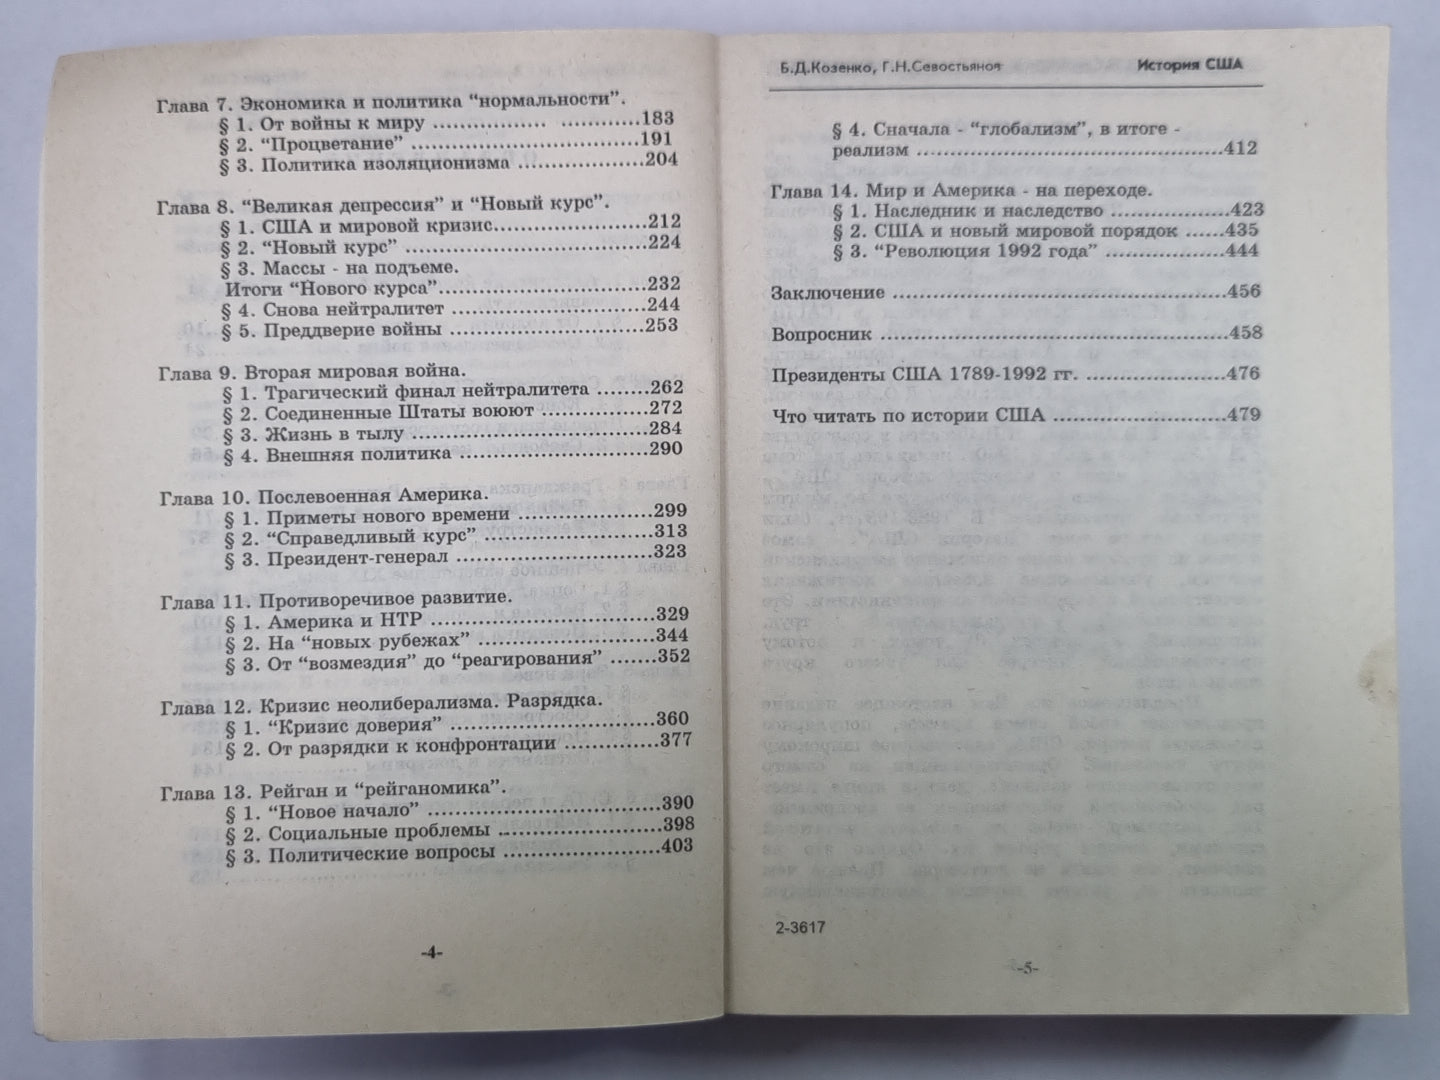 Глава 7. Экономика и политика “нормальности”.
§ 1. От войны к миру ................. ............183
§ 2. “Процветание” ....................................191
§ 3. Политика изоляционизма ....................204
Глава 8. “Великая депрессия” и “Новый курс”.
§ 1. США и мировой кризис........................212
§ 2. “Новый курс” ......................................224
§ 3. Массы - на подъеме.
Итоги “Нового курса”.................................232
§ 4. Снова нейтралитет ..............................244
§ 5. Преддверие войны ..............................253
Глава 9. Вторая мировая война.
§ 1. Трагический финал нейтралитета ........262
§ 2. Соединенные Штаты воюют .................272
§ 3. Жизнь в тылу .....................................284
§ 4. Внешняя политика ..............................290
Глава 10. Послевоенная Америка.
§ 1. Приметы нового времени .....................299
§ 2. “Справедливый курс” ..........................313
§ 3. Президент-генерал ..............................323
Глава 11. Противоречивое развитие.
§ 1. Америка и НТР ...................................329
§ 2. На “новых рубежах” ...........................344
§ 3. От “возмездия” до “реагирования” .......352
Глава 12. Кризис неолиберализма. Разрядка.
§ 1. “Кризис доверия” ................................360
§ 2. От разрядки к конфронтации ...............377
Глава 13. Рейган и “рейганомика”.
§ 1. “Новое начало” ....................................390
§ 2. Социальные проблемы .........................398
§ 3. Политические вопросы ........................403
-4-
Б.Д.Козенко, Г.Н.Севостьянов История США
§ 4. Сначала - “глобализм”, в итоге -
реализм ................................................412
Глава 14. Мир и Америка - на переходе.
§ 1. Наследник и наследство ..................423
§ 2. США и новый мировой порядок ......435
§ 3. “Революция 1992 года” ..................444
Заключение .....................................................456
Вопросник .......................................................458
Президенты США 1789-1992 гг. ......................476
Что читать по истории США ...........................479
2-3617
-5-